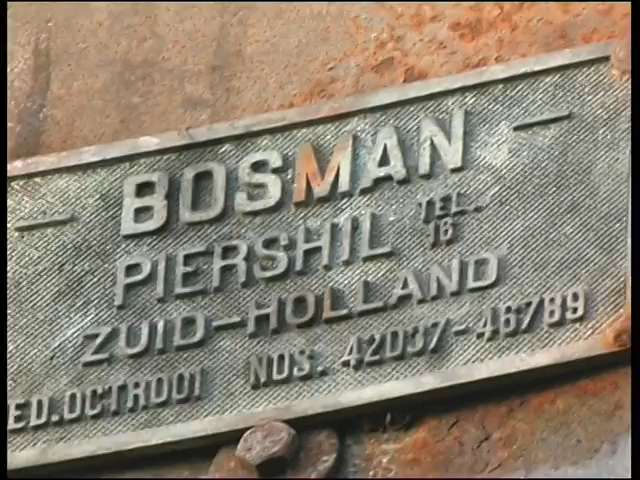 — BOSMAN —
PIERSHIL TEL. 16
ZUID-HOLLAND
ED. OCTROOI NOS. 42037-46789